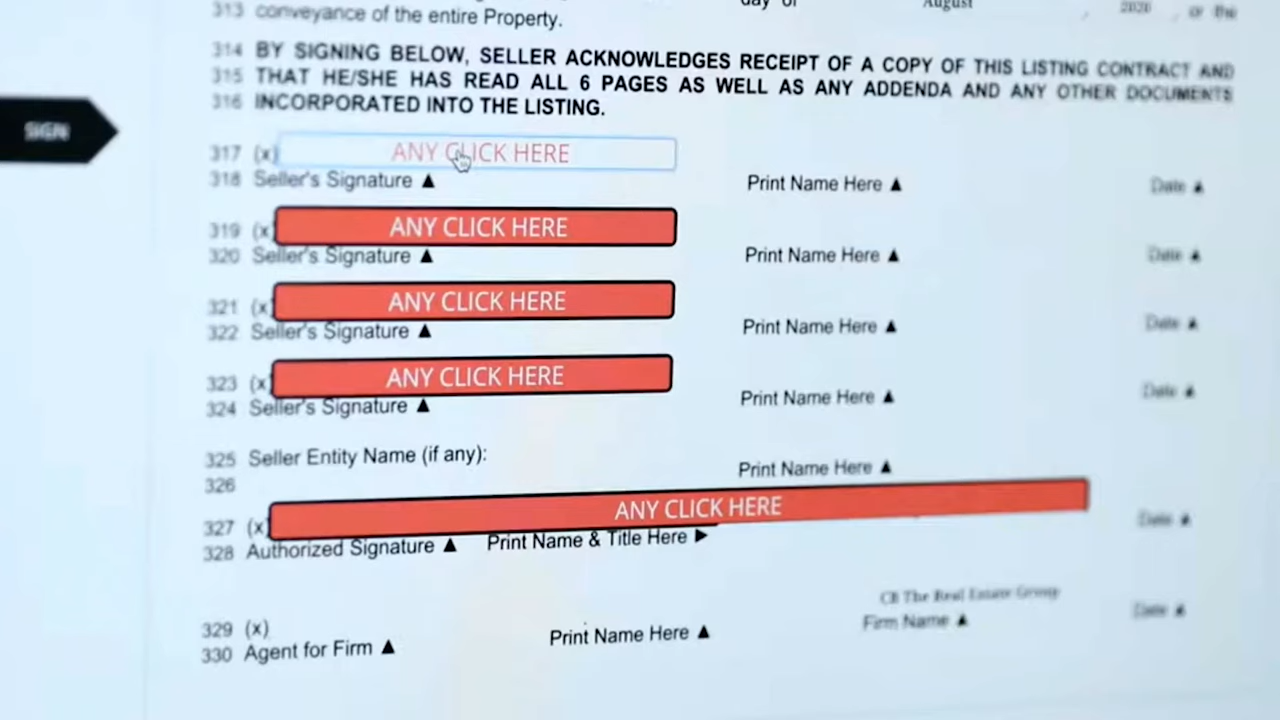 day of August , 2020 , or the
313 conveyance of the entire Property.
314 BY SIGNING BELOW, SELLER ACKNOWLEDGES RECEIPT OF A COPY OF THIS LISTING CONTRACT AND
315 THAT HE/SHE HAS READ ALL 6 PAGES AS WELL AS ANY ADDENDA AND ANY OTHER DOCUMENTS
316 INCORPORATED INTO THE LISTING.
SIGN
317 (x) ANY CLICK HERE
318 Seller's Signature ▲ Print Name Here ▲ Date ▲
319 (x) ANY CLICK HERE
320 Seller's Signature ▲ Print Name Here ▲ Date ▲
321 (x) ANY CLICK HERE
322 Seller's Signature ▲ Print Name Here ▲ Date ▲
323 (x) ANY CLICK HERE
324 Seller's Signature ▲ Print Name Here ▲ Date ▲
325 Seller Entity Name (if any):
326 Print Name Here ▲
327 (x) ANY CLICK HERE Date ▲
328 Authorized Signature ▲ Print Name & Title Here ►
CB The Real Estate Group
329 (x)
330 Agent for Firm ▲ Print Name Here ▲ Firm Name ▲ Date ▲